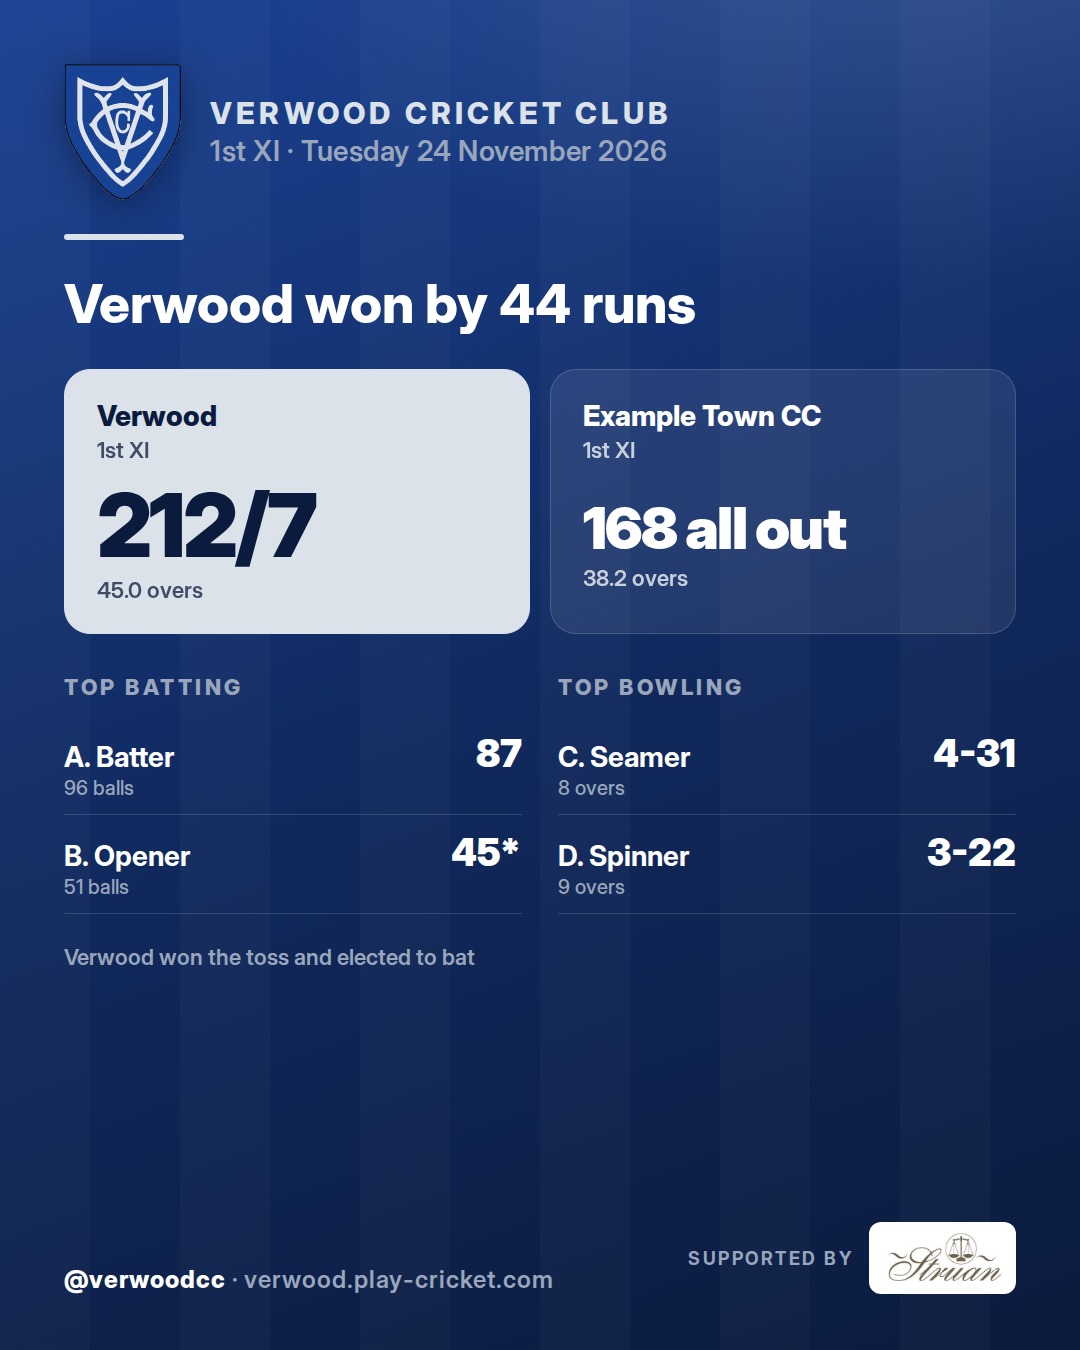 VERWOOD CRICKET CLUB
1st XI · Tuesday 24 November 2026
Verwood won by 44 runs
Verwood
1st XI
212/7
45.0 overs
Example Town CC
1st XI
168 all out
38.2 overs
TOP BATTING
A. Batter 87
96 balls
B. Opener 45*
51 balls
TOP BOWLING
C. Seamer 4-31
8 overs
D. Spinner 3-22
9 overs
Verwood won the toss and elected to bat
@verwoodcc · verwood.play-cricket.com
SUPPORTED BY
Struan